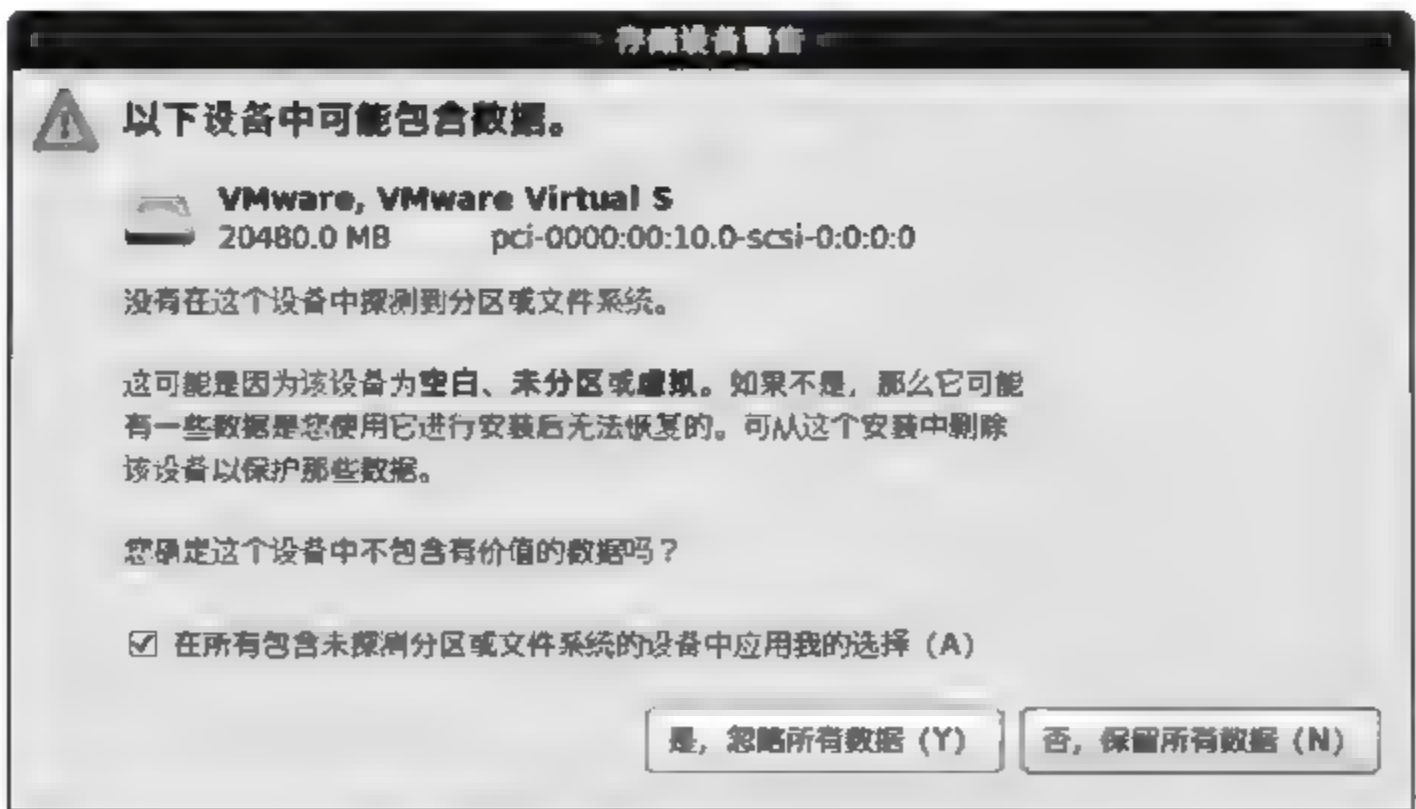 存储设备警告
以下设备中可能包含数据。
VMware, VMware Virtual S
20480.0 MB pci-0000:00:10.0-scsi-0:0:0:0
没有在这个设备中探测到分区或文件系统。
这可能是因为该设备为空白、未分区或虚拟。如果不是，那么它可能
有一些数据是您使用它进行安装后无法恢复的。可从这个安装中删除
该设备以保护那些数据。
您确定这个设备中不包含有价值的数据吗？
在所有包含未探测分区或文件系统的设备中应用我的选择（A）
是，忽略所有数据（Y）
否，保留所有数据（N）